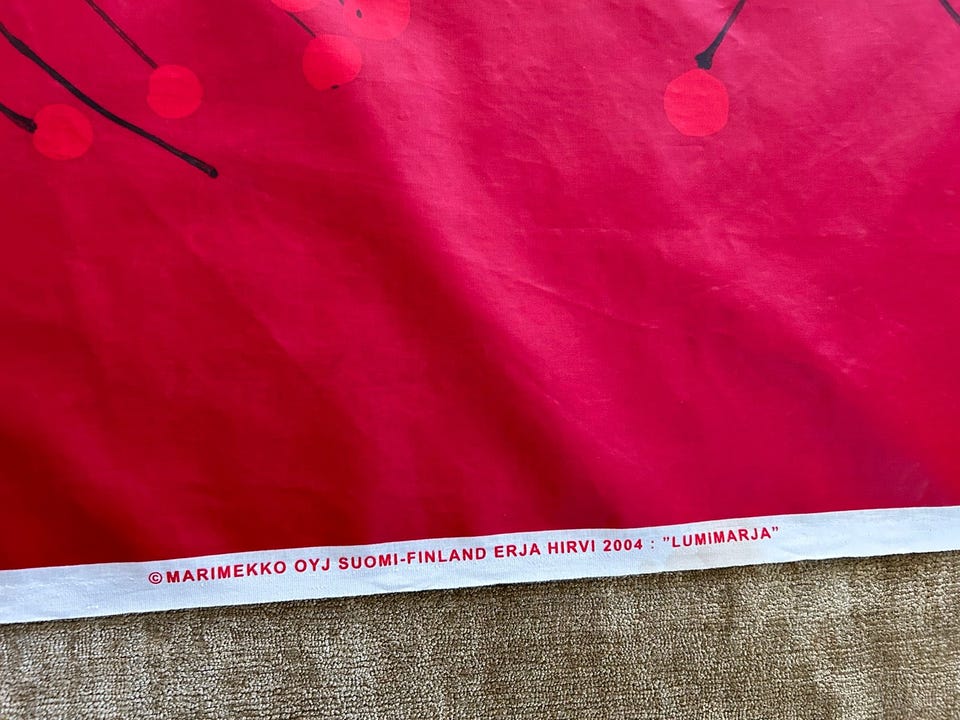 ©MARIMEKKO OYJ SUOMI-FINLAND ERJA HIRVI 2004 : ”LUMIMARJA”